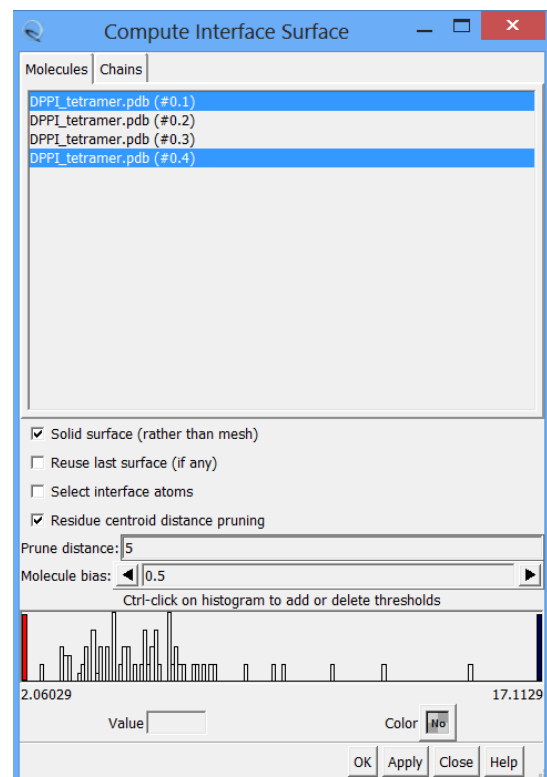 Compute Interface Surface
Molecules Chains
DPPI_tetramer.pdb (#0.1)
DPPI_tetramer.pdb (#0.2)
DPPI_tetramer.pdb (#0.3)
DPPI_tetramer.pdb (#0.4)
Solid surface (rather than mesh)
Reuse last surface (if any)
Select interface atoms
Residue centroid distance pruning
Prune distance: 5
Molecule bias: 0.5
Ctrl-click on histogram to add or delete thresholds
2.06029 17.1129
Value Color No
OK Apply Close Help